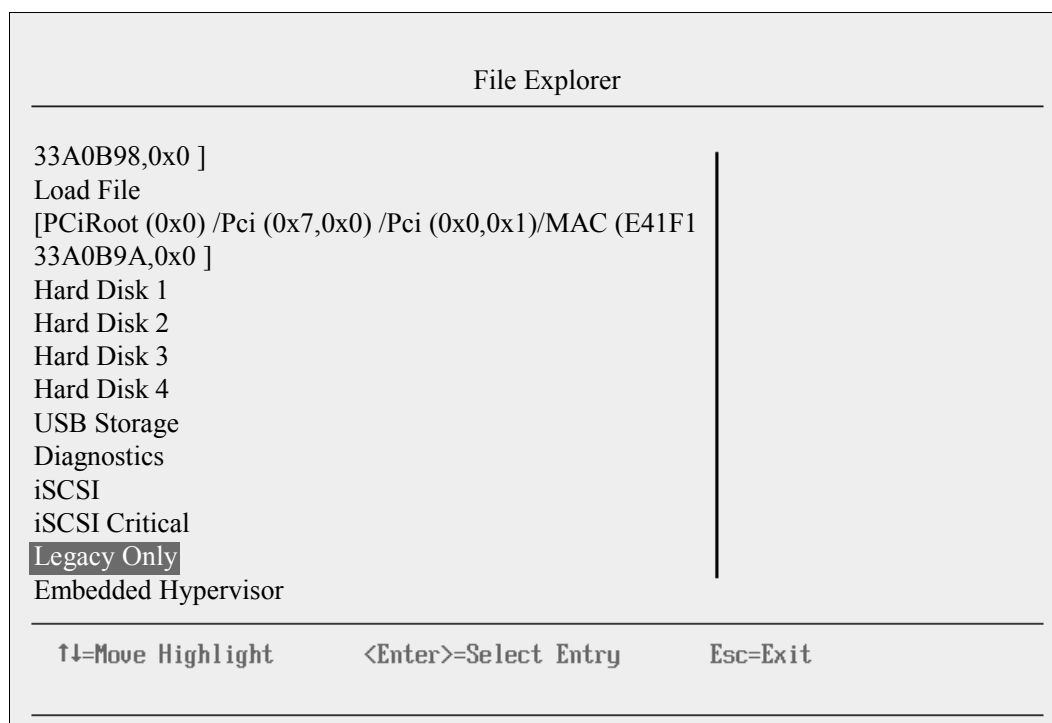 File Explorer
33A0B98,0x0 ]
Load File
[PCiRoot (0x0) /Pci (0x7,0x0) /Pci (0x0,0x1)/MAC (E41F1
33A0B9A,0x0 ]
Hard Disk 1
Hard Disk 2
Hard Disk 3
Hard Disk 4
USB Storage
Diagnostics
iSCSI
iSCSI Critical
Legacy Only
Embedded Hypervisor
↑↓=Move Highlight <Enter>=Select Entry Esc=Exit